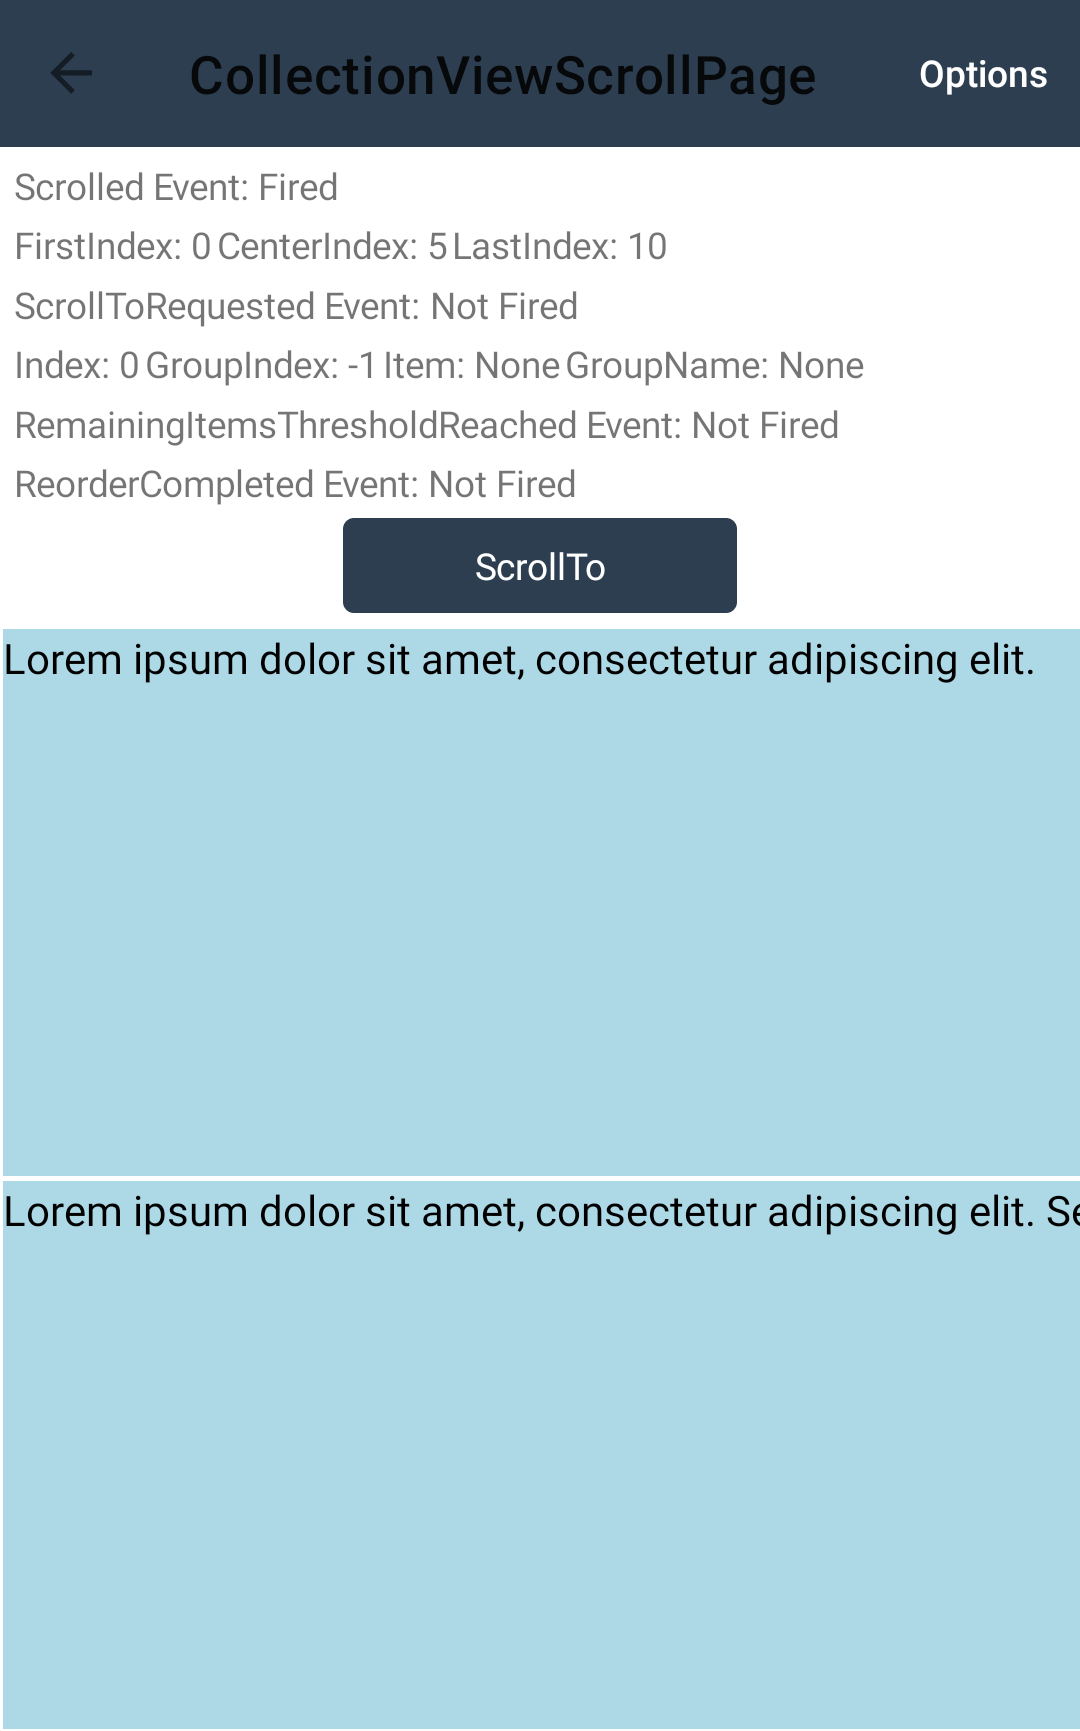 CollectionViewScrollPage
Options
Scrolled Event: Fired
FirstIndex: 0 CenterIndex: 5 LastIndex: 10
ScrollToRequested Event: Not Fired
Index: 0 GroupIndex: -1 Item: None GroupName: None
RemainingItemsThresholdReached Event: Not Fired
ReorderCompleted Event: Not Fired
ScrollTo
Lorem ipsum dolor sit amet, consectetur adipiscing elit.
Lorem ipsum dolor sit amet, consectetur adipiscing elit.